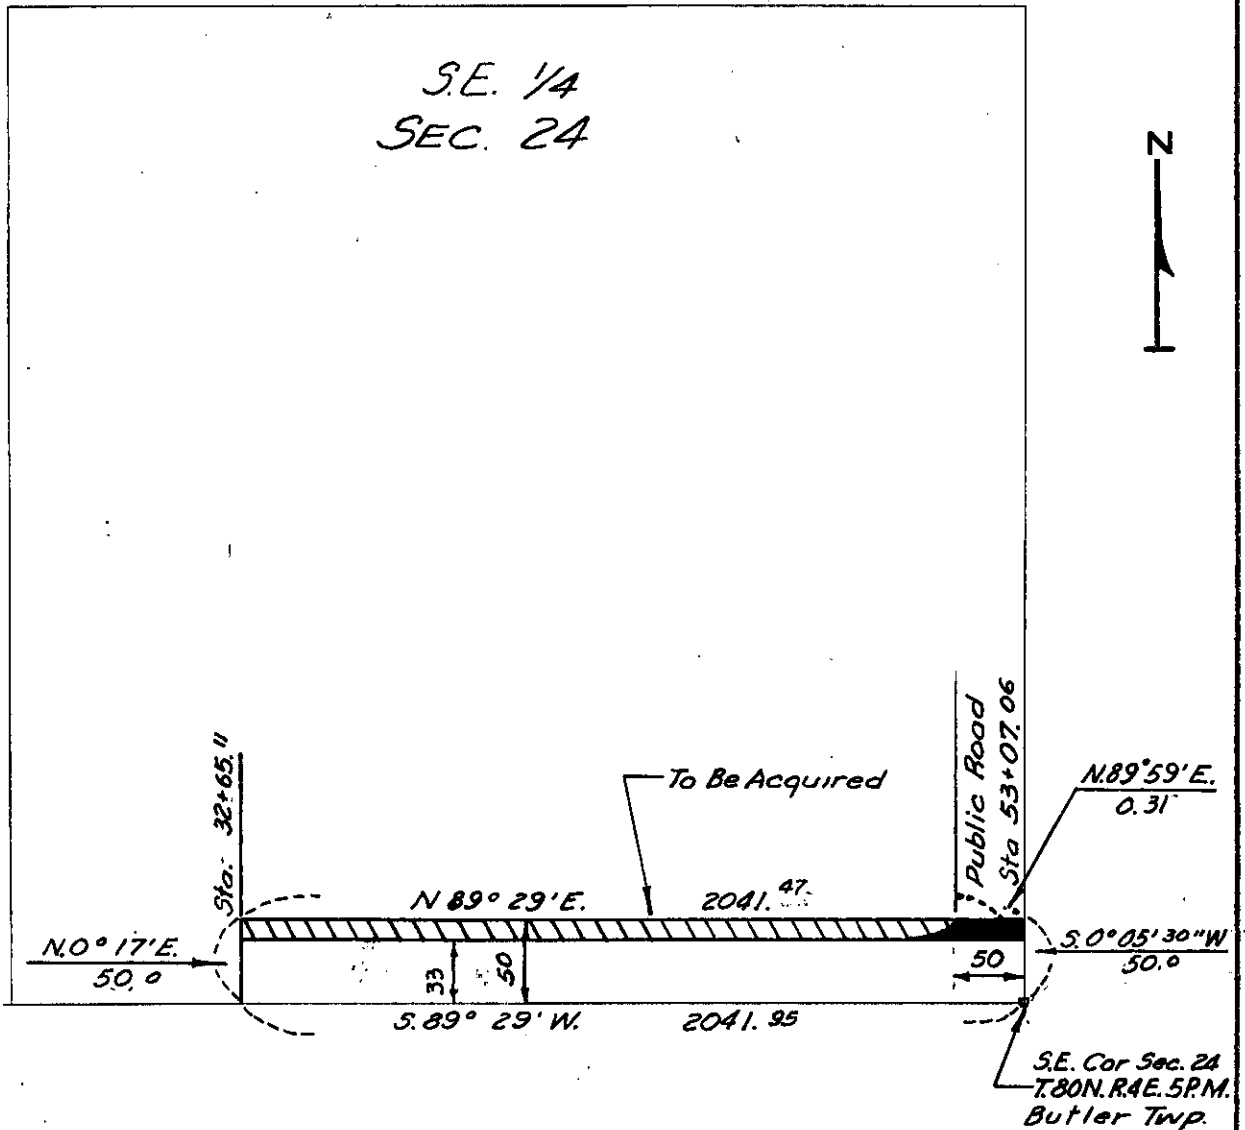 S.E. 1/4
SEC. 24
N
Sta. 32+65.11
Public Road
Sta 53+07.06
To Be Acquired
N.89°59'E.
0.31
N 89° 29'E. 2041.47
N.0° 17'E.
50.0
33
50
50
S.0°05'30"W
50.0
S.89° 29' W. 2041.95
S.E. Cor Sec. 24
T.80N. R.4E. 5P.M.
Butler Twp.